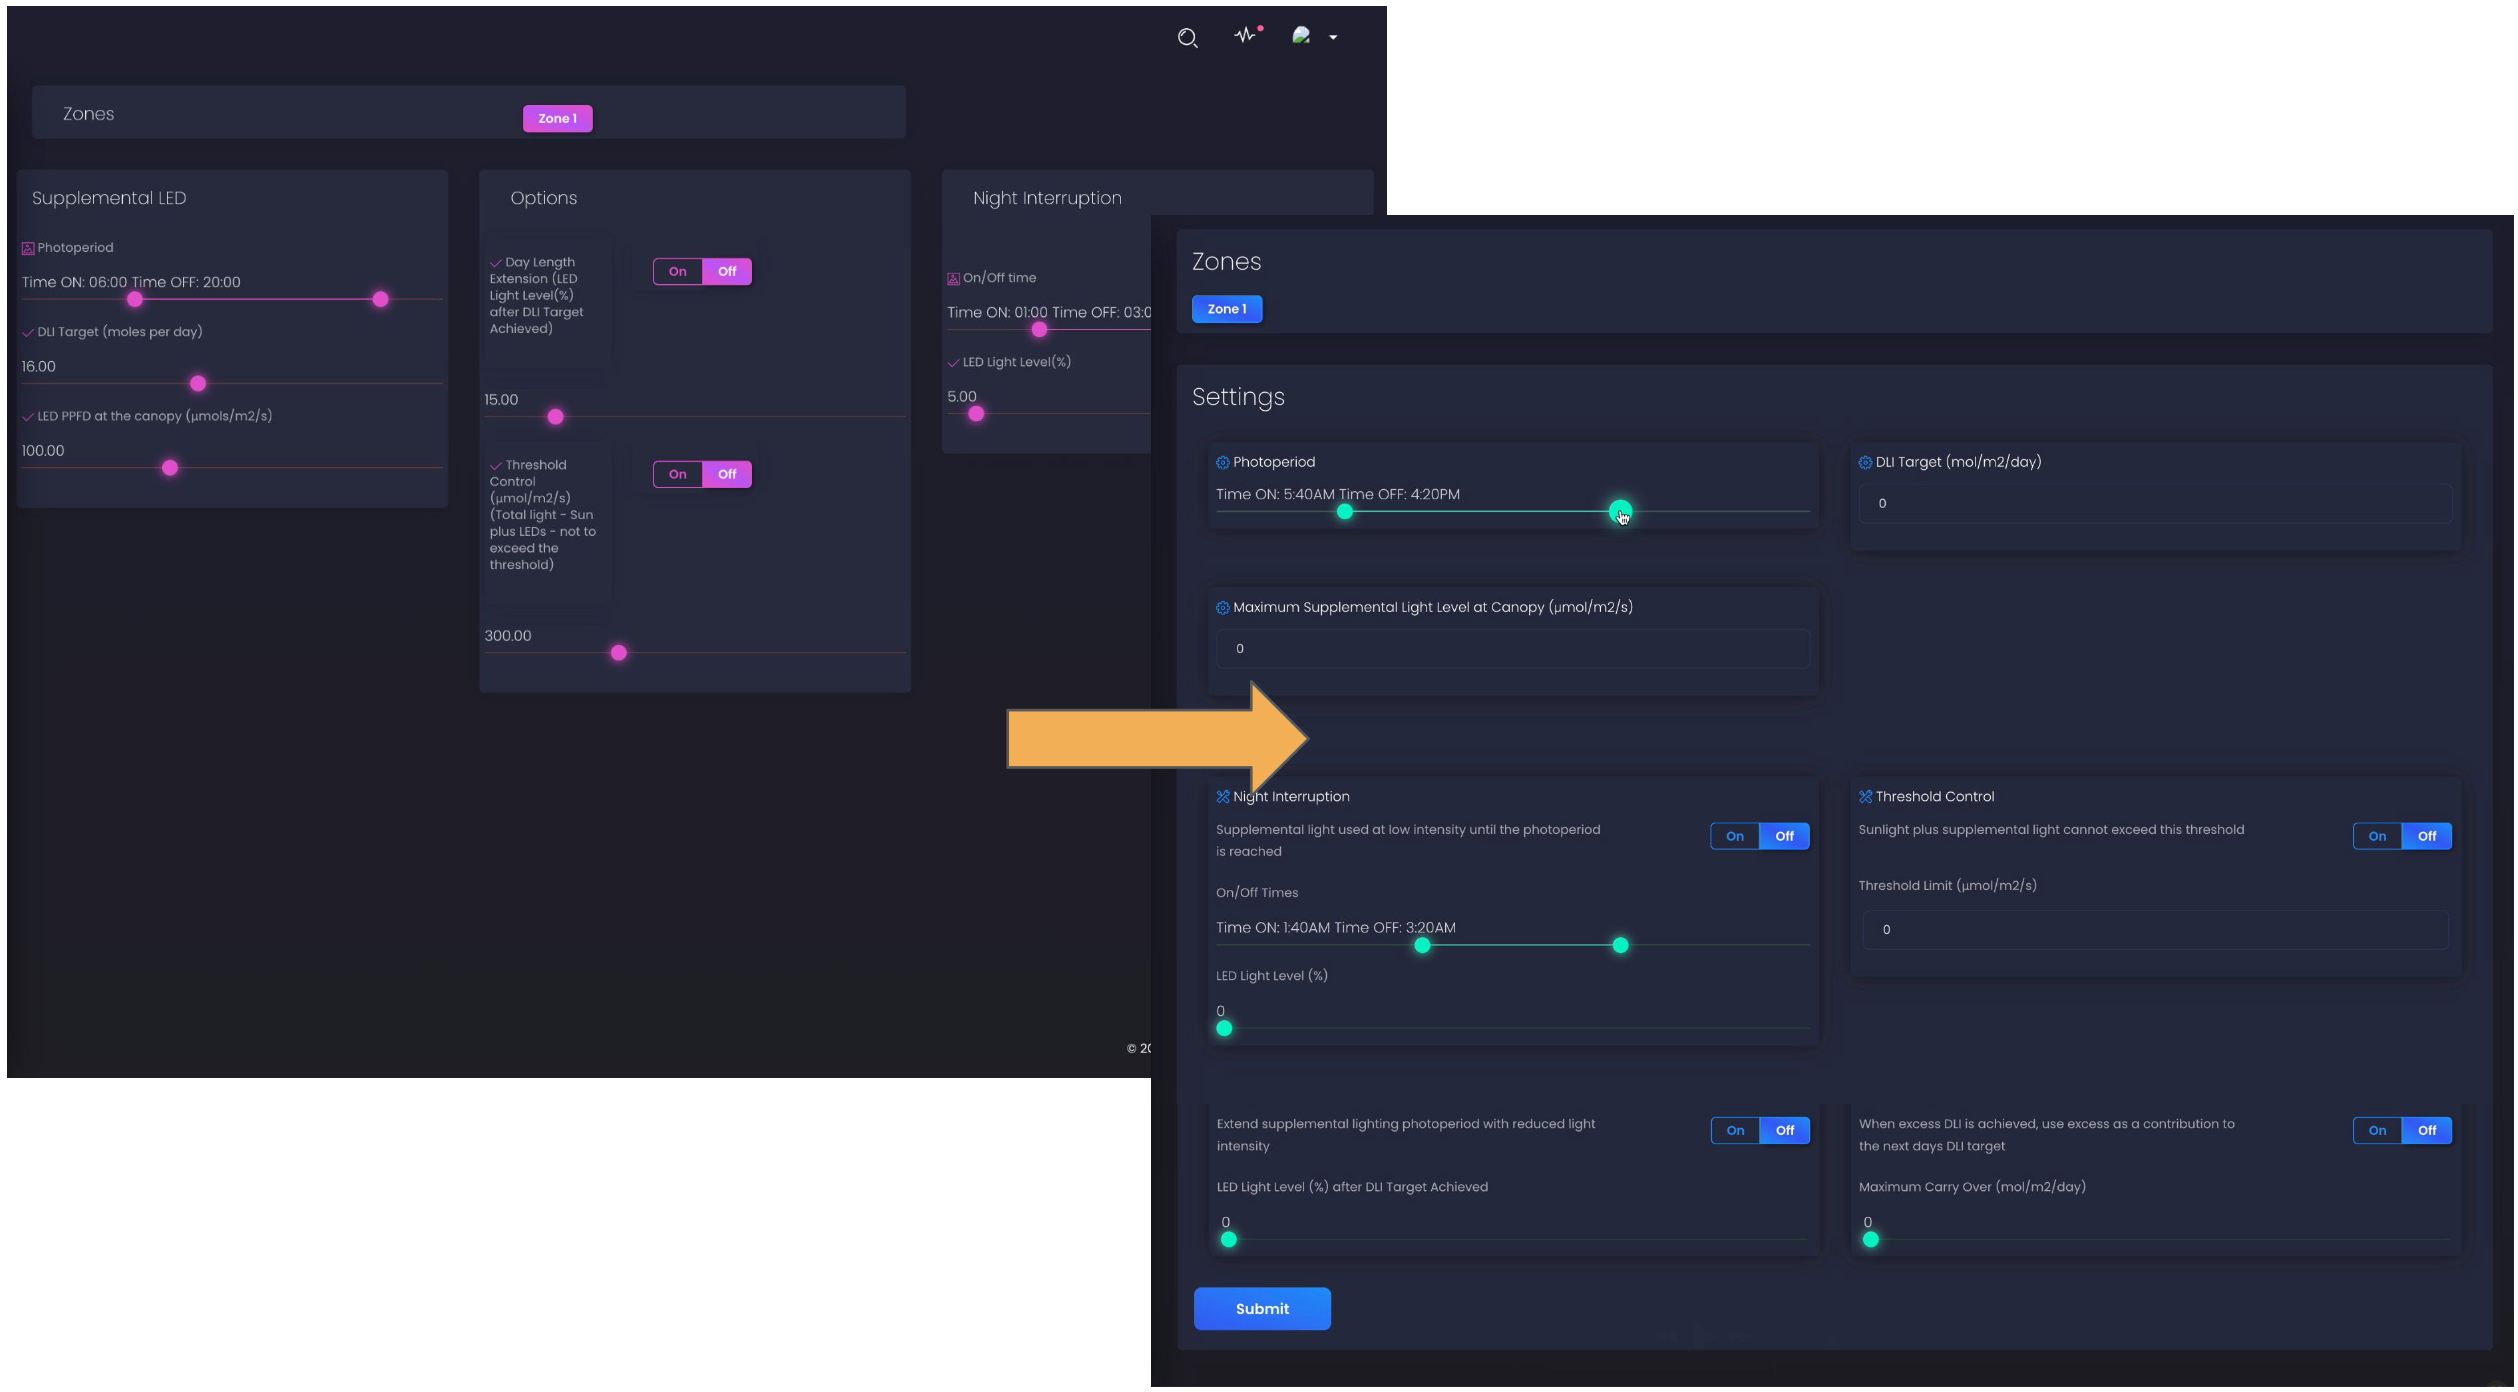 Zones
Zone 1
Supplemental LED
Photoperiod
Time ON: 06:00 Time OFF: 20:00
DLI Target (moles per day)
16.00
LED PPFD at the canopy (μmols/m2/s)
100.00
Options
Day Length
Extension (LED
Light Level(%)
after DLI Target
Achieved)
On Off
15.00
Threshold
Control
(μmol/m2/s)
(Total light - Sun
plus LEDs - not to
exceed the
threshold)
On Off
300.00
Night Interruption
On/Off time
Time ON: 01:00 Time OFF: 03:0
LED Light Level(%)
5.00
© 20
Zones
Zone 1
Settings
Photoperiod
Time ON: 5:40AM Time OFF: 4:20PM
DLI Target (mol/m2/day)
0
Maximum Supplemental Light Level at Canopy (μmol/m2/s)
0
Night Interruption
Supplemental light used at low intensity until the photoperiod
is reached
On Off
On/Off Times
Time ON: 1:40AM Time OFF: 3:20AM
LED Light Level (%)
0
Threshold Control
Sunlight plus supplemental light cannot exceed this threshold
On Off
Threshold Limit (μmol/m2/s)
0
Extend supplemental lighting photoperiod with reduced light
intensity
On Off
LED Light Level (%) after DLI Target Achieved
0
When excess DLI is achieved, use excess as a contribution to
the next days DLI target
On Off
Maximum Carry Over (mol/m2/day)
0
Submit